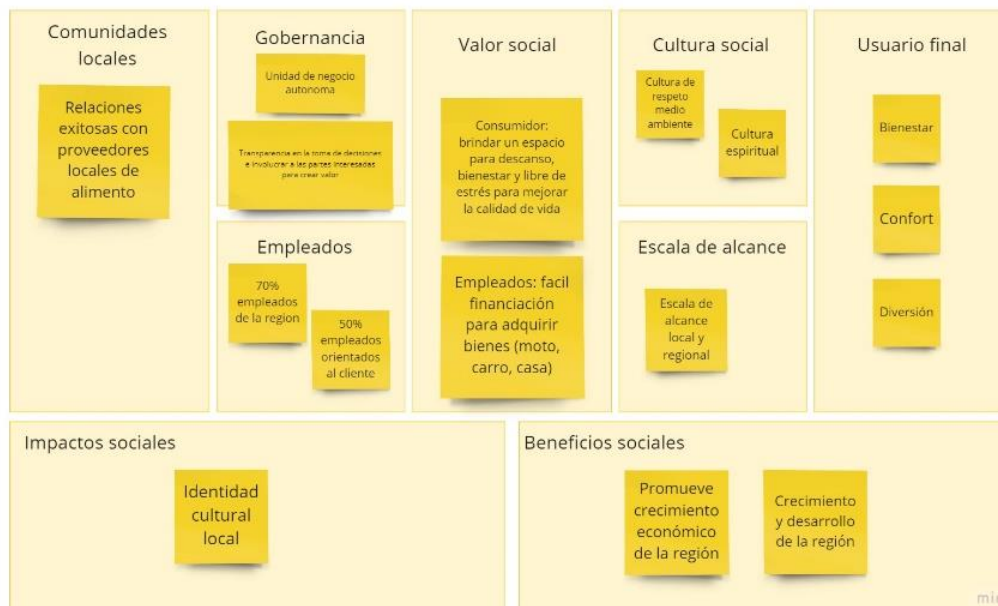 Comunidades
locales
Relaciones
exitosas con
proveedores
locales de
alimento
Gobernancia
Unidad de negocio
autonoma
Transparencia en la toma de decisiones
e involucrar a las partes interesadas
para crear valor
Empleados
70%
empleados
de la region
50%
empleados
orientados
al cliente
Valor social
Consumidor:
brindar un espacio
para descanso,
bienestar y libre de
estrés para mejorar
la calidad de vida
Empleados: facil
financiación
para adquirir
bienes (moto,
carro, casa)
Cultura social
Cultura de
respeto
medio
ambiente
Cultura
espiritual
Escala de alcance
Escala de
alcance
local y
regional
Usuario final
Bienestar
Confort
Diversión
Impactos sociales
Identidad
cultural
local
Beneficios sociales
Promueve
crecimiento
económico
de la región
Crecimiento
y desarrollo
de la región